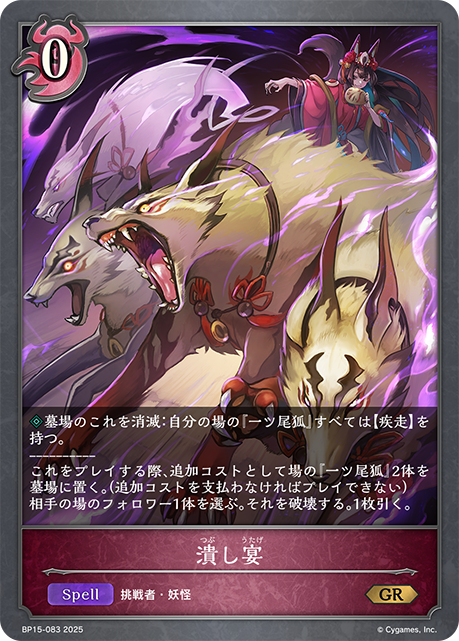 0
墓場のこれを消滅:自分の場の『一ツ尾狐』すべては【疾走】を
持つ。
----------
これをプレイする際、追加コストとして場の『一ツ尾狐』2体を
墓場に置く。(追加コストを支払わなければプレイできない)
相手の場のフォロワー1体を選ぶ。それを破壊する。1枚引く。
つぶ うたげ
潰し宴
Spell 挑戦者・妖怪 GR
BP15-083 2025 © Cygames, Inc.